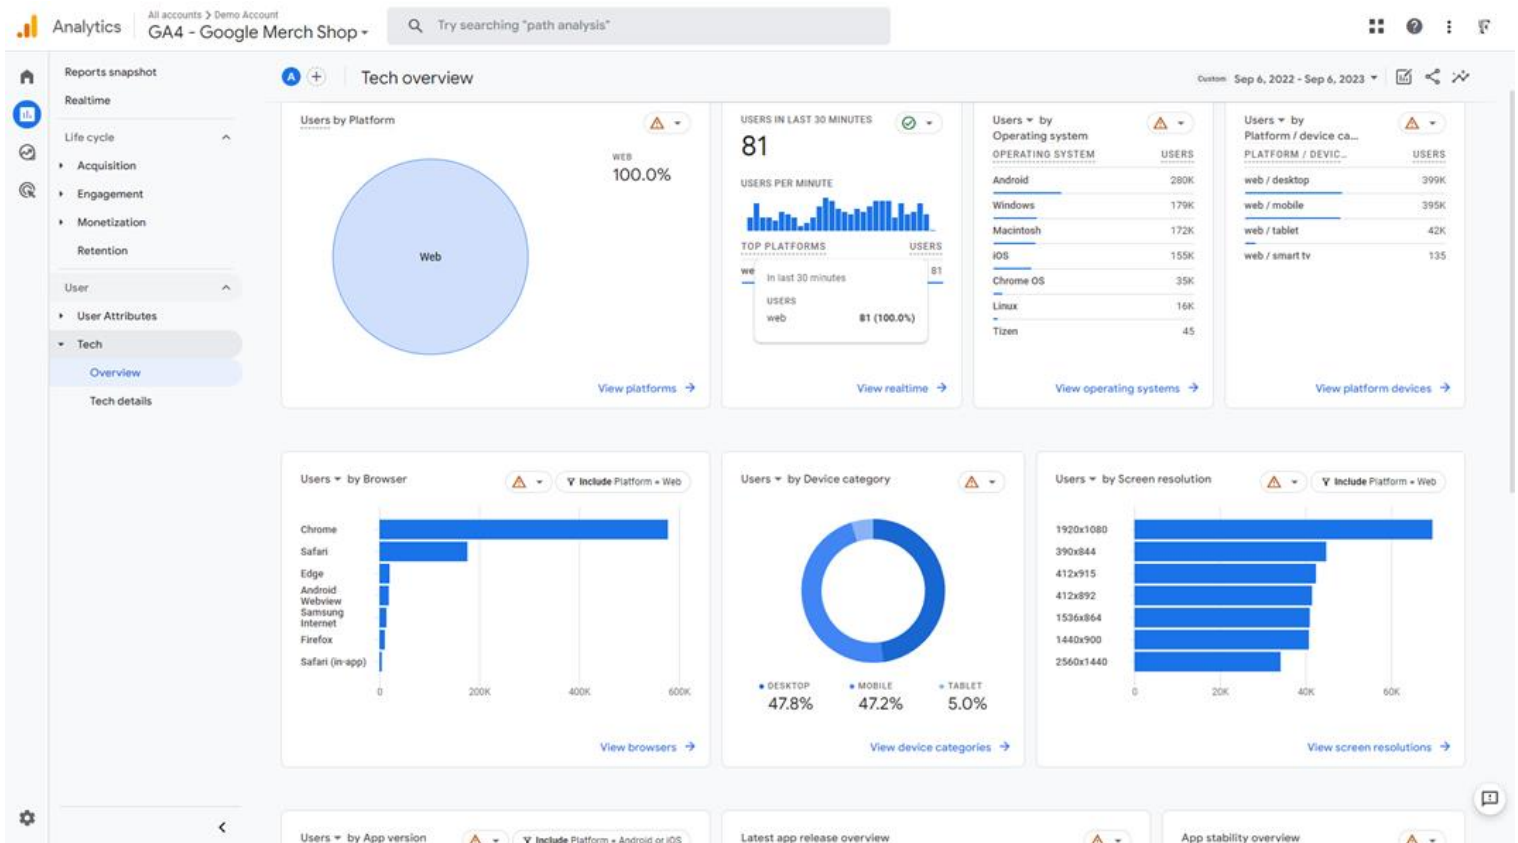 Analytics
All accounts > Demo Account
GA4 - Google Merch Shop
Try searching "path analysis"
Reports snapshot
Realtime
Life cycle
Acquisition
Engagement
Monetization
Retention
User
User Attributes
Tech
Overview
Tech details
A
Tech overview
Custom Sep 6, 2022 - Sep 6, 2023
Users by Platform
WEB
100.0%
Web
View platforms
USERS IN LAST 30 MINUTES
81
USERS PER MINUTE
TOP PLATFORMS USERS
we 81
In last 30 minutes
USERS
web 81 (100.0%)
View realtime
Users by
Operating system
OPERATING SYSTEM USERS
Android 280K
Windows 179K
Macintosh 172K
iOS 155K
Chrome OS 35K
Linux 16K
Tizen 45
View operating systems
Users by
Platform / device ca...
PLATFORM / DEVIC... USERS
web / desktop 399K
web / mobile 395K
web / tablet 42K
web / smart tv 135
View platform devices
Users by Browser
Include Platform = Web
Chrome
Safari
Edge
Android
Webview
Samsung
Internet
Firefox
Safari (in-app)
0 200K 400K 600K
View browsers
Users by Device category
DESKTOP MOBILE TABLET
47.8% 47.2% 5.0%
View device categories
Users by Screen resolution
Include Platform = Web
1920x1080
390x844
412x915
412x892
1536x864
1440x900
2560x1440
0 20K 40K 60K
View screen resolutions
Users by App version
Include Platform = Android or iOS
Latest app release overview
App stability overview